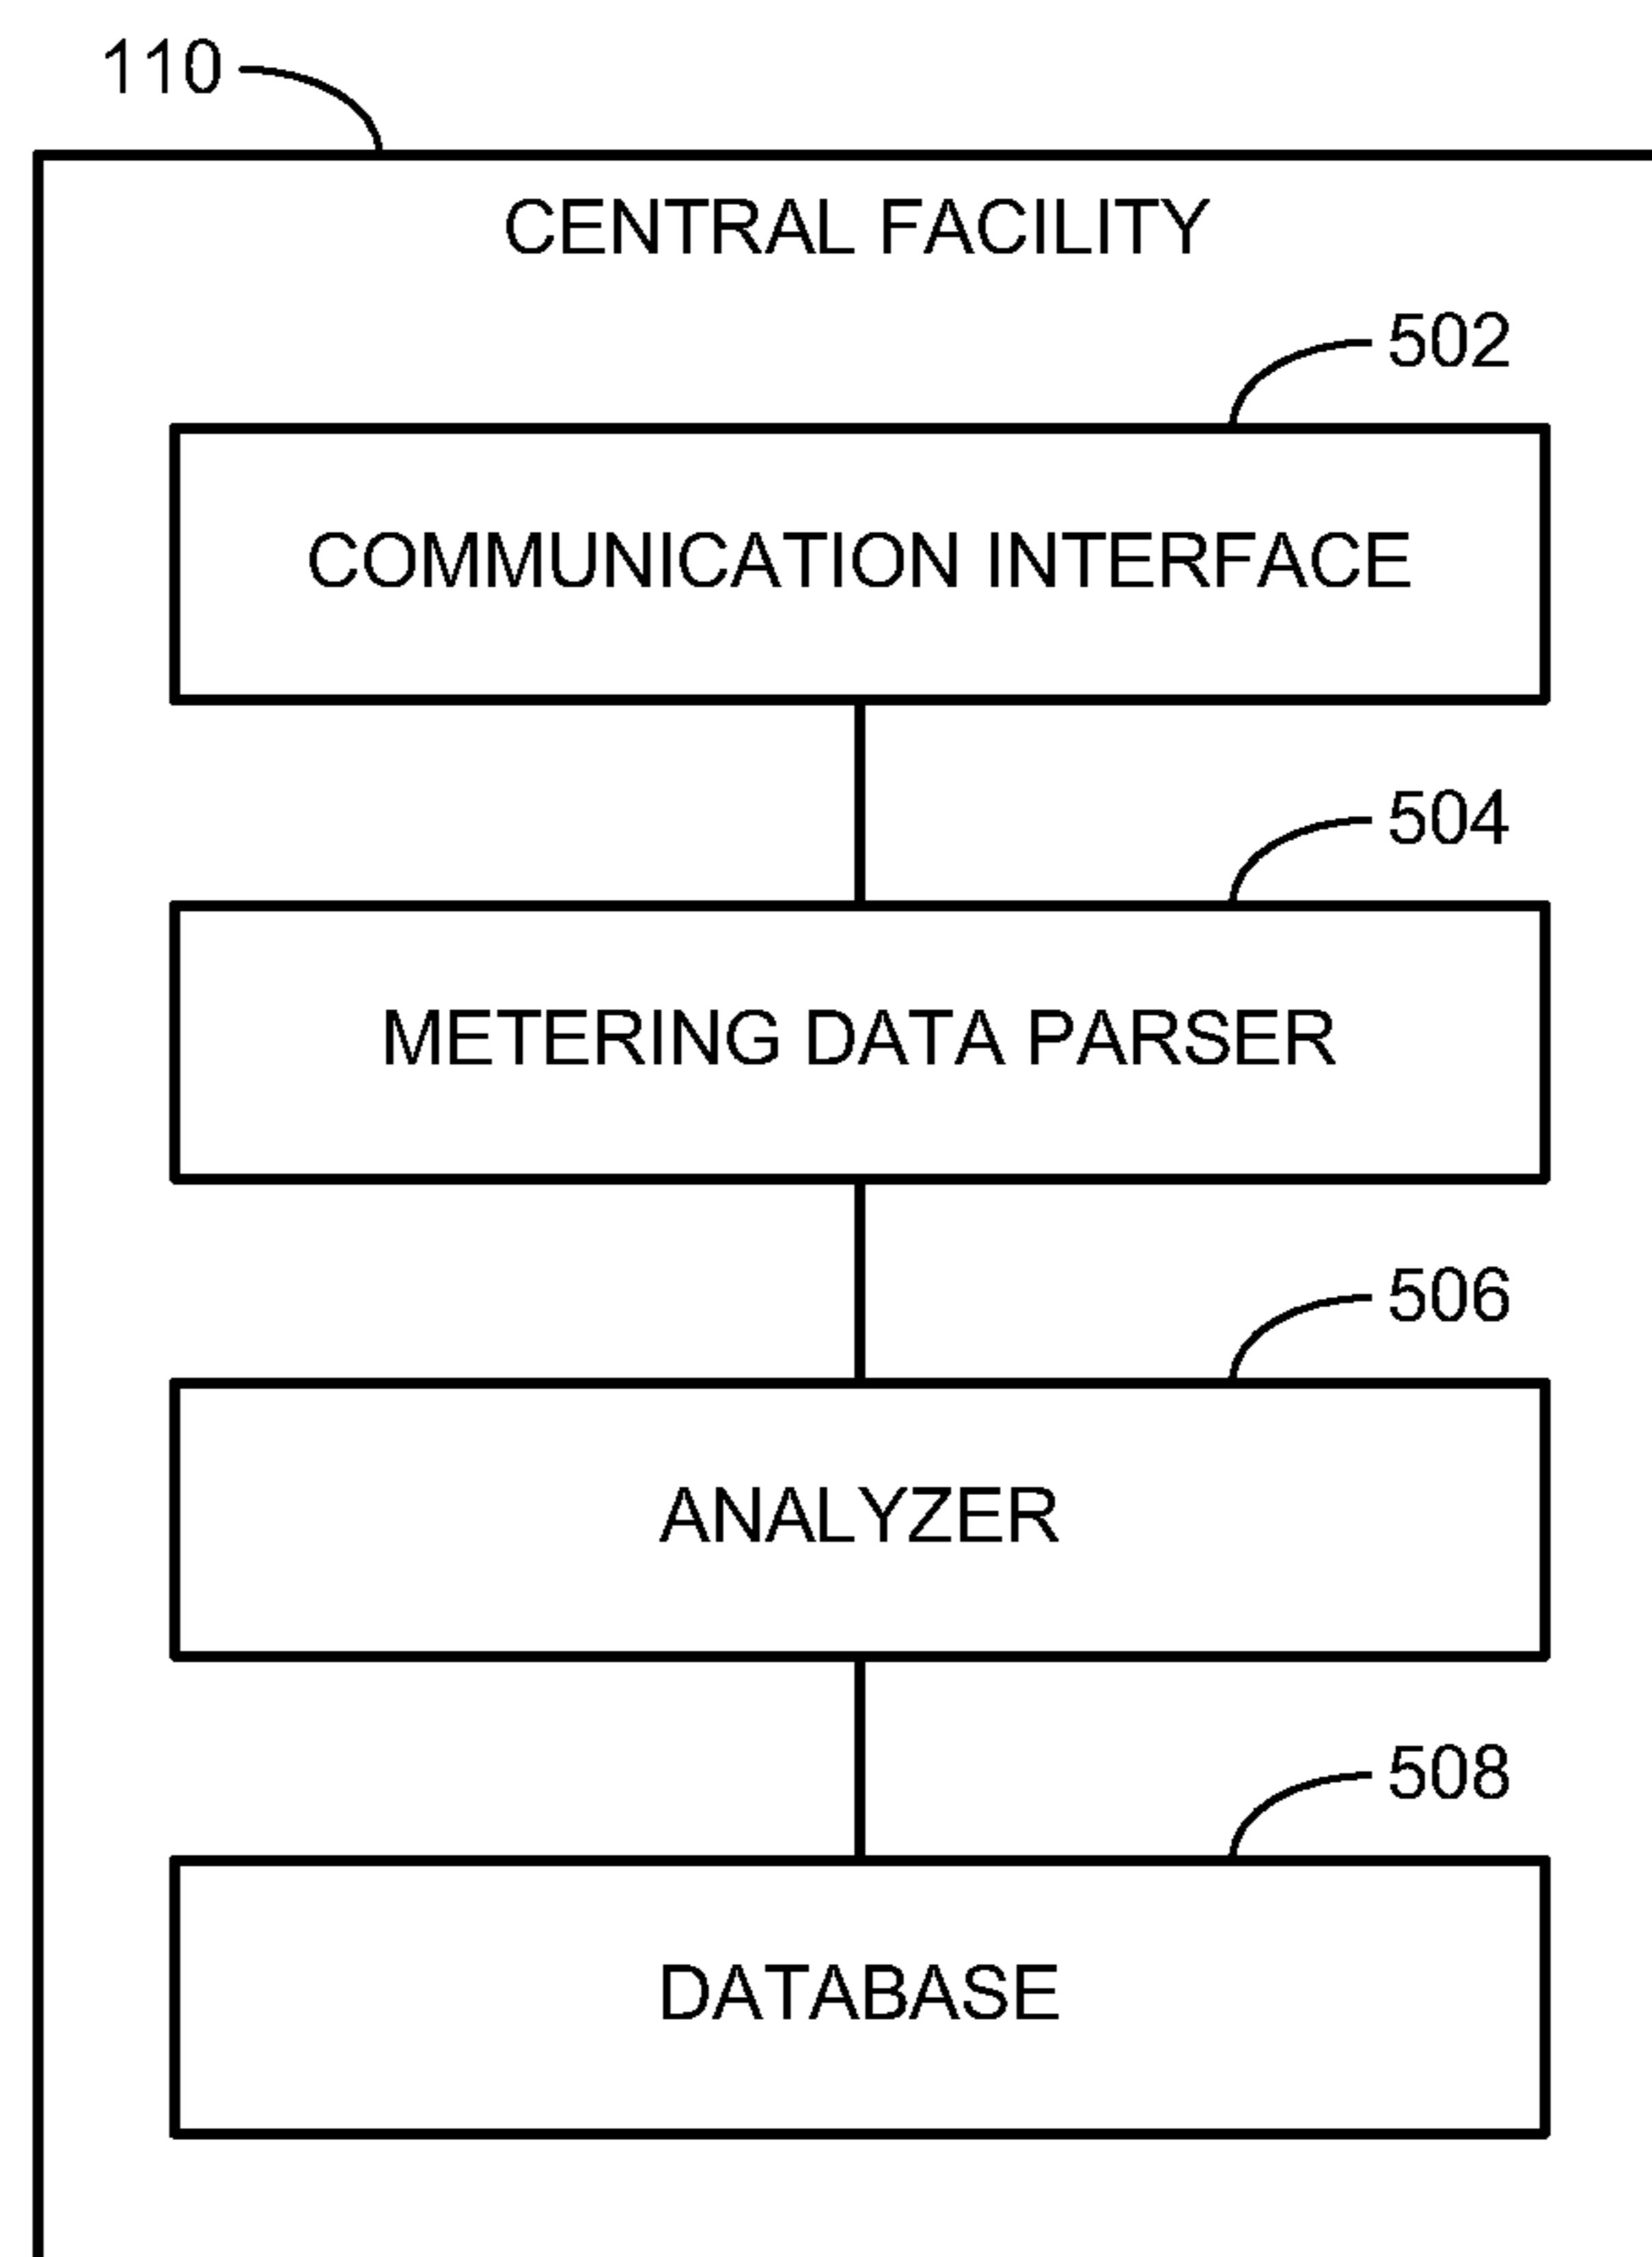 110
CENTRAL FACILITY
502
COMMUNICATION INTERFACE
504
METERING DATA PARSER
506
ANALYZER
508
DATABASE